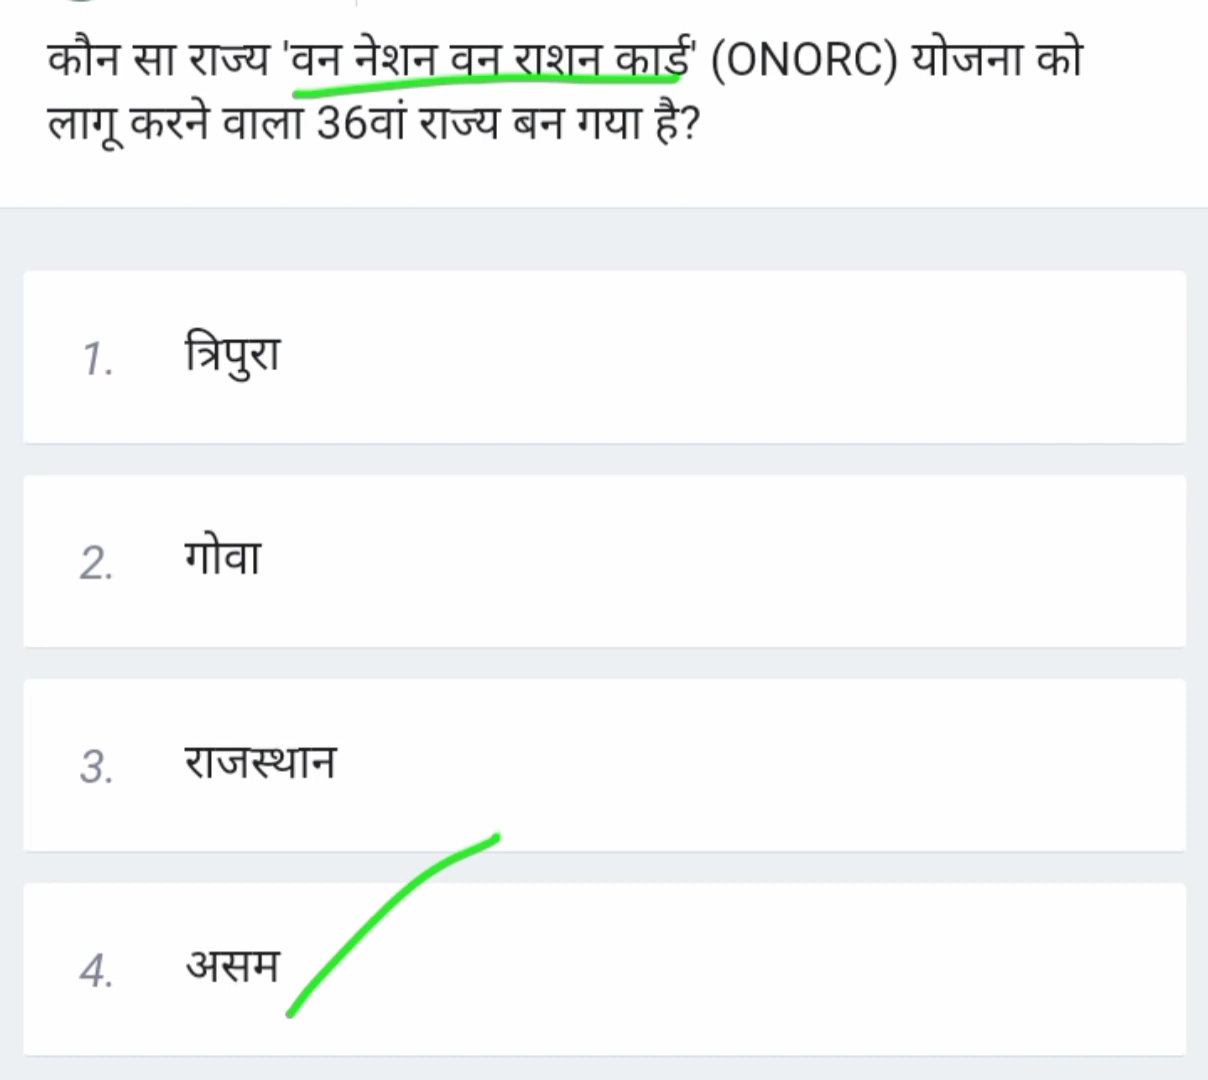 कौन सा राज्य 'वन नेशन वन राशन कार्ड' (ONORC) योजना को
लागू करने वाला 36वां राज्य बन गया है?
1. त्रिपुरा
2. गोवा
3. राजस्थान
4. असम